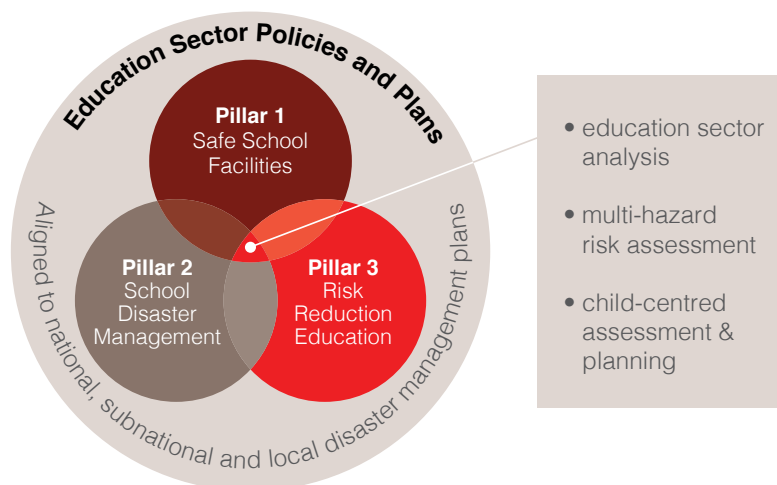 Education Sector Policies and Plans
Pillar 1
Safe School
Facilities
Pillar 2
School
Disaster
Management
Pillar 3
Risk
Reduction
Education
Aligned to national, subnational and local disaster management plans
• education sector
analysis
• multi-hazard
risk assessment
• child-centred
assessment &
planning